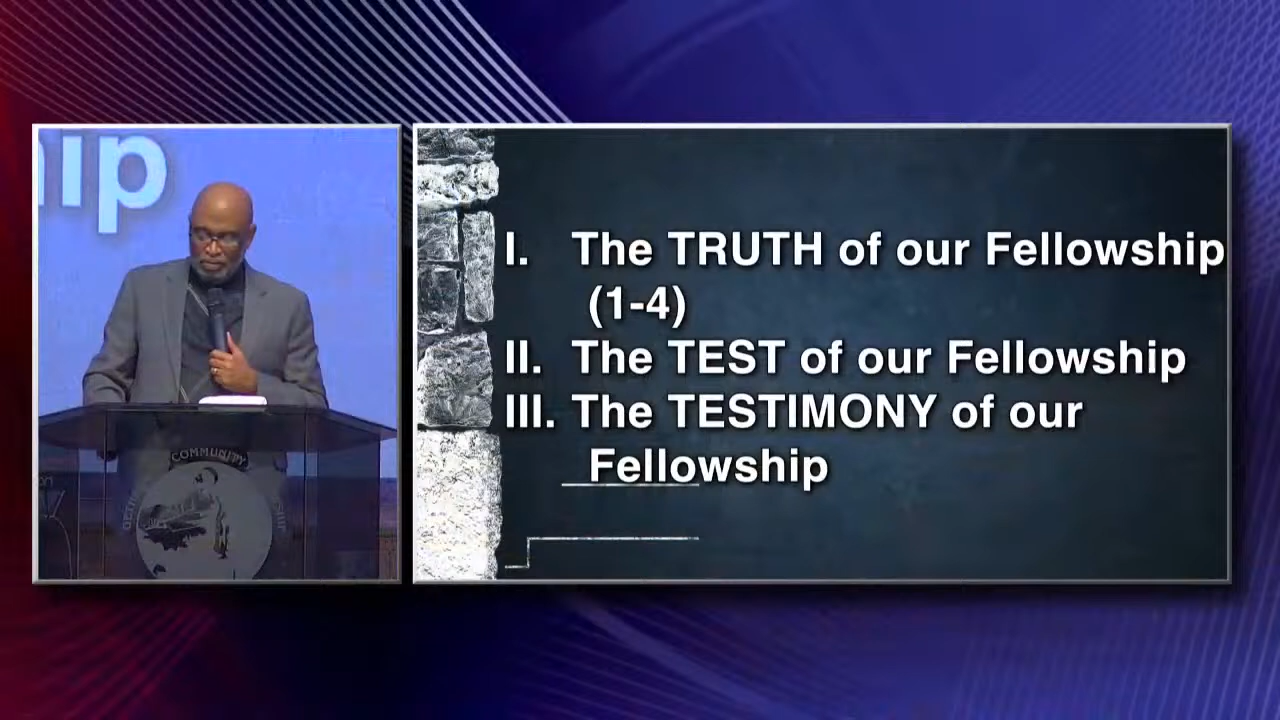 ip
I. The TRUTH of our Fellowship
(1-4)
II. The TEST of our Fellowship
III. The TESTIMONY of our
Fellowship
COMMUNITY